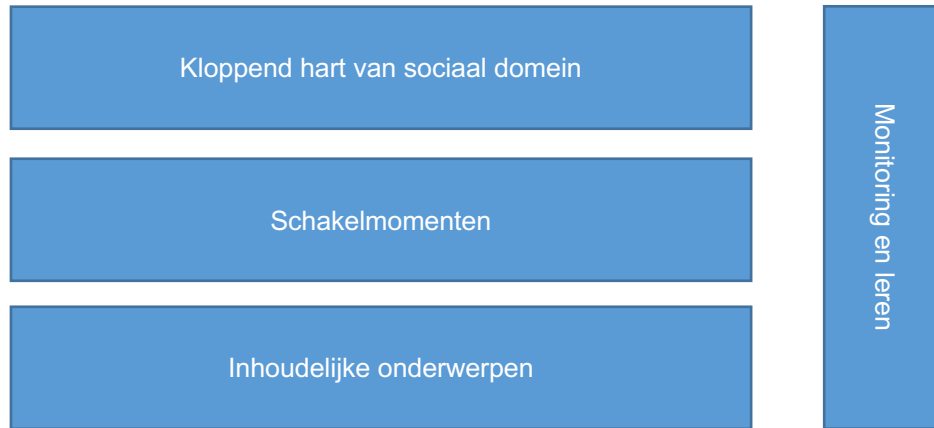 Kloppend hart van sociaal domein
Schakelmomenten
Inhoudelijke onderwerpen
Monitoring en leren